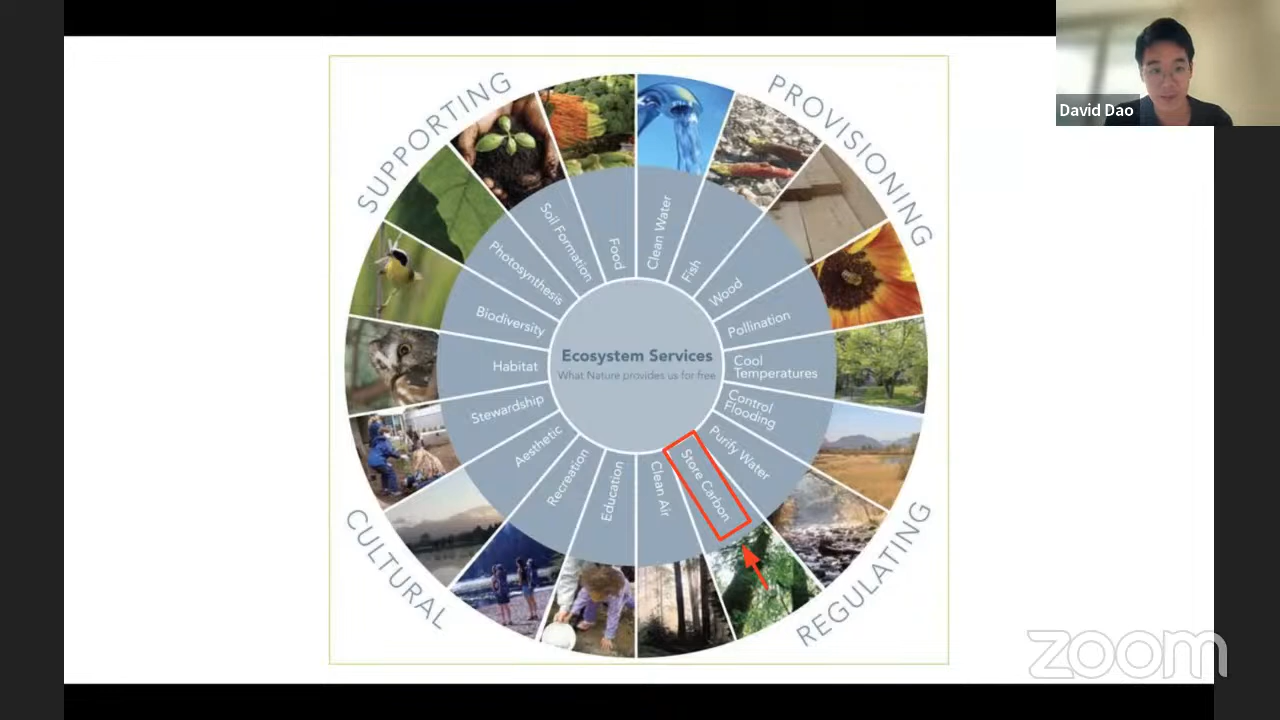 David Dao
SUPPORTING
PROVISIONING
Food
Soil Formation
Photosynthesis
Biodiversity
Habitat
Stewardship
Aesthetic
Recreation
Education
Clean Water
Fish
Wood
Pollination
Cool
Temperatures
Control
Flooding
Purify Water
Store Carbon
Clean Air
Ecosystem Services
What Nature provides us for free
CULTURAL
REGULATING
zoom